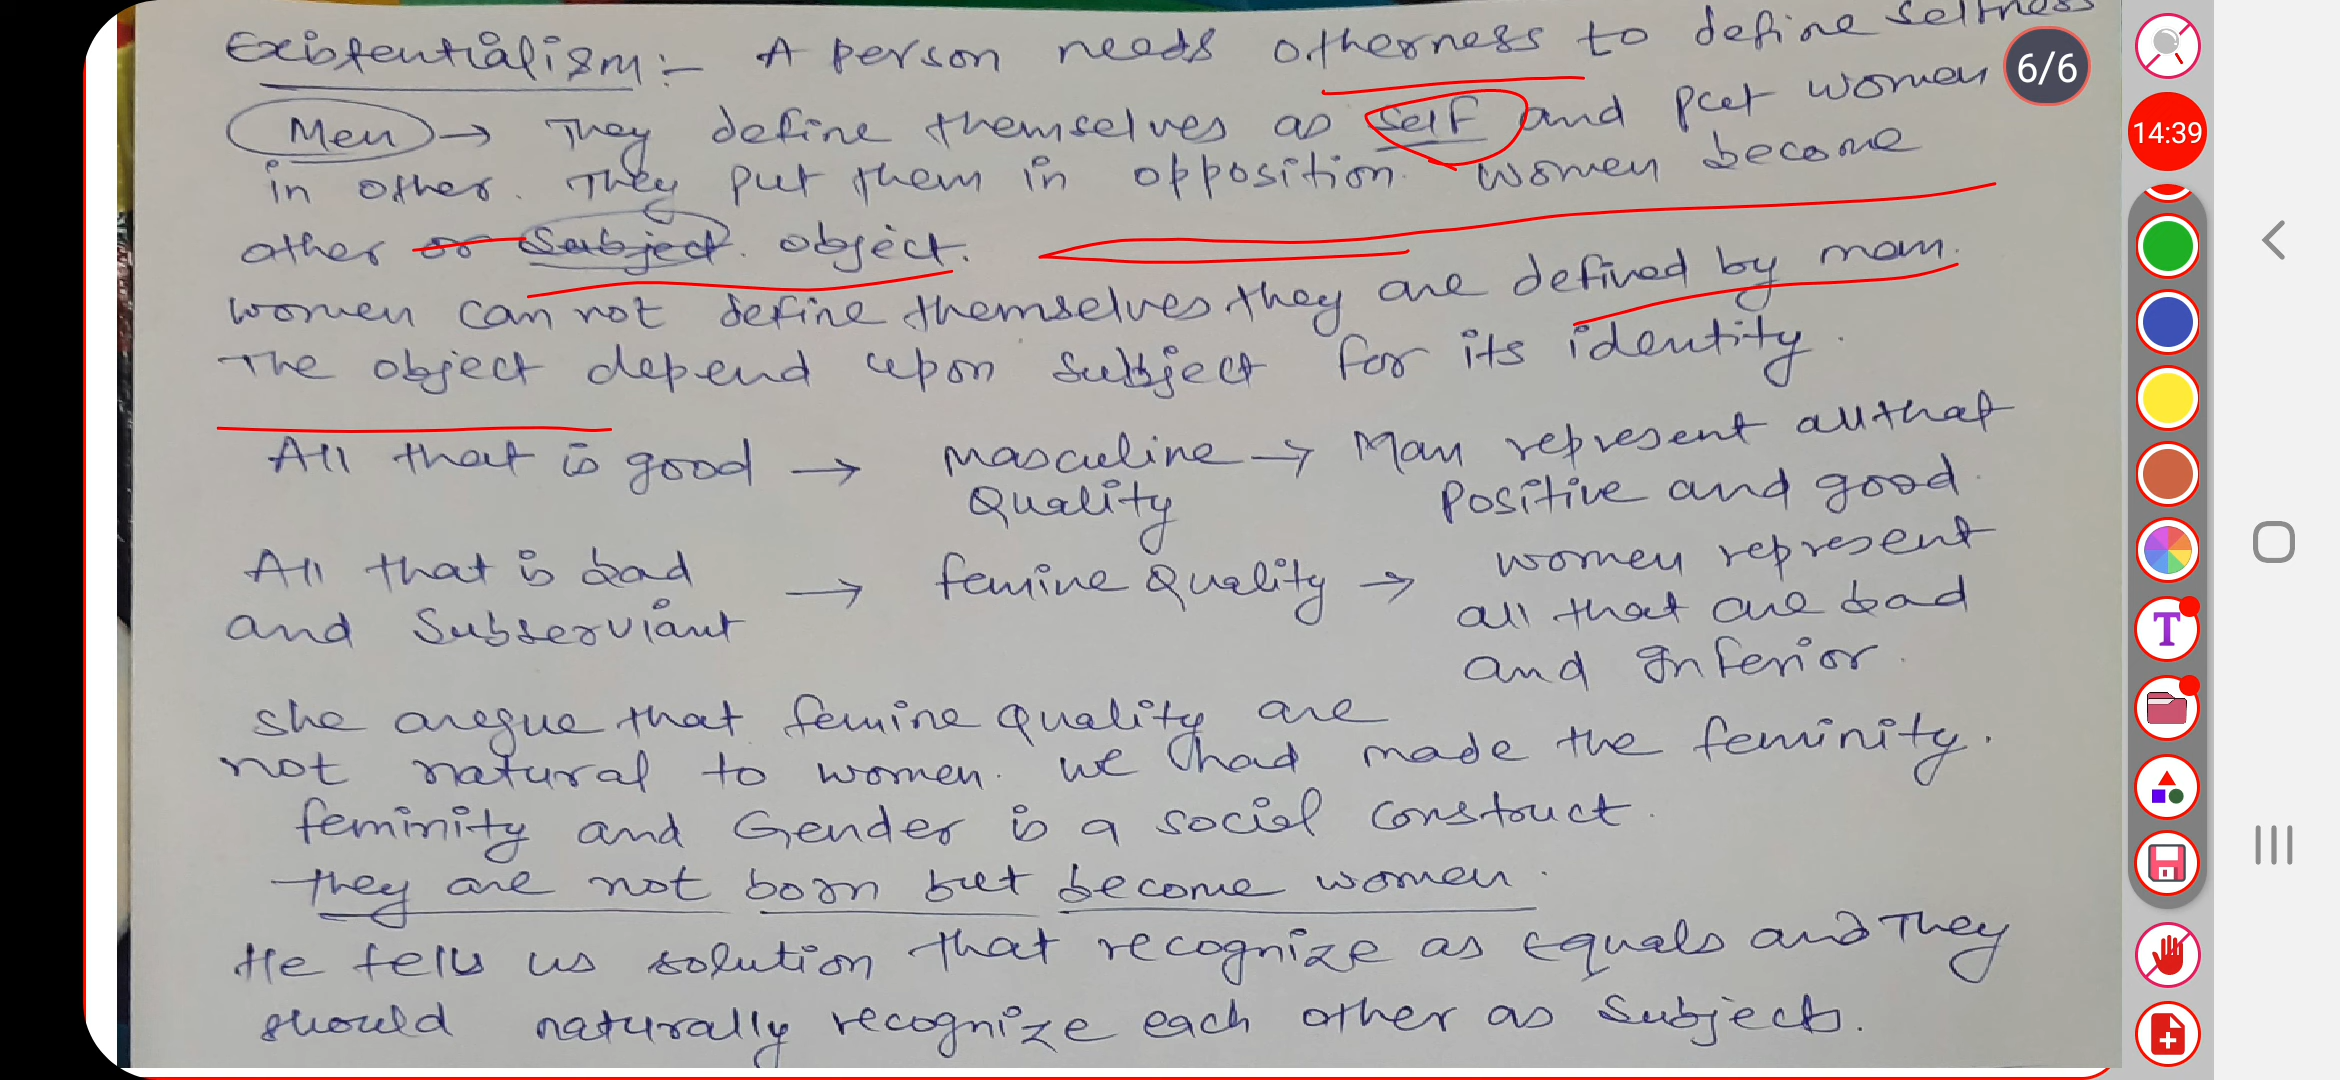 Existentialism:- A person needs otherness to define selfness
6/6
Men → They define themselves as self and put women
14:39
in other. They put them in opposition. women become
other or Subject. object.
women can not define themselves they are defined by man.
The object depend upon subject for its identity.
All that is good → masculine Quality → Man represent all that positive and good.
All that is bad and Subserviant → femine Quality → women represent all that are bad and Inferior.
she aregue that femine quality are
not natural to women. we had made the feminity.
feminity and Gender is a social construct.
they are not born but become women.
He tells us solution that recognize as equals and They
should naturally recognize each other as Subjects.
T